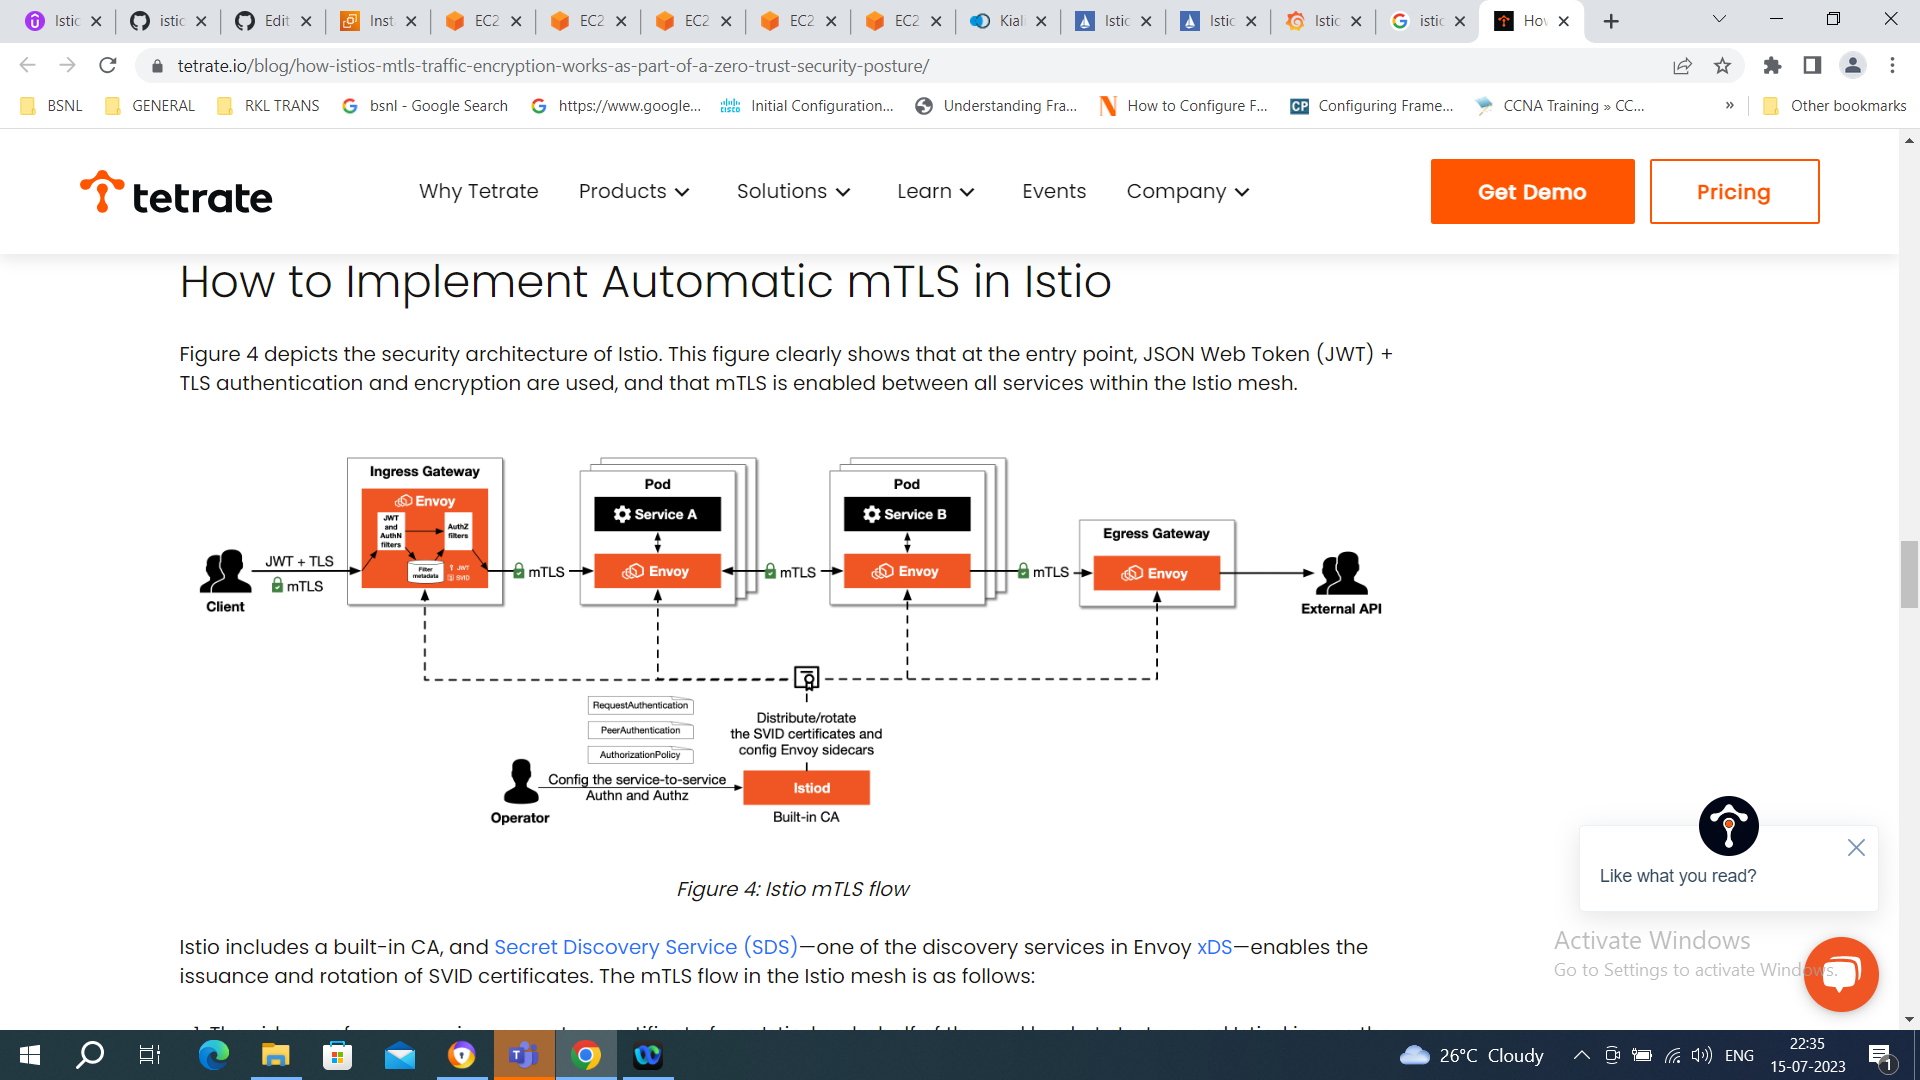 Istio
istic
Edit
Inst
EC2
EC2
EC2
EC2
EC2
Kiali
Istio
Istio
Istio
istic
How
tetrate.io/blog/how-istios-mtls-traffic-encryption-works-as-part-of-a-zero-trust-security-posture/
BSNL
GENERAL
RKL TRANS
bsnl - Google Search
https://www.google...
Initial Configuration...
Understanding Fra...
How to Configure F...
CP
Configuring Frame...
CCNA Training » CC...
»
Other bookmarks
tetrate
Why Tetrate
Products
Solutions
Learn
Events
Company
Get Demo
Pricing
How to Implement Automatic mTLS in Istio
Figure 4 depicts the security architecture of Istio. This figure clearly shows that at the entry point, JSON Web Token (JWT) +
TLS authentication and encryption are used, and that mTLS is enabled between all services within the Istio mesh.
Ingress Gateway
Envoy
JWT
and
AuthN
filters
AuthZ
filters
Filter
metadata
JWT
SVID
Client
JWT + TLS
mTLS
mTLS
Pod
Service A
Envoy
mTLS
Pod
Service B
Envoy
mTLS
Egress Gateway
Envoy
External API
RequestAuthentication
PeerAuthentication
AuthorizationPolicy
Distribute/rotate
the SVID certificates and
config Envoy sidecars
Config the service-to-service
Authn and Authz
Operator
Istiod
Built-in CA
Figure 4: Istio mTLS flow
Istio includes a built-in CA, and Secret Discovery Service (SDS)—one of the discovery services in Envoy xDS—enables the
issuance and rotation of SVID certificates. The mTLS flow in the Istio mesh is as follows:
Like what you read?
Activate Windows
Go to Settings to activate Windows.
26°C Cloudy
ENG
22:35
15-07-2023
1